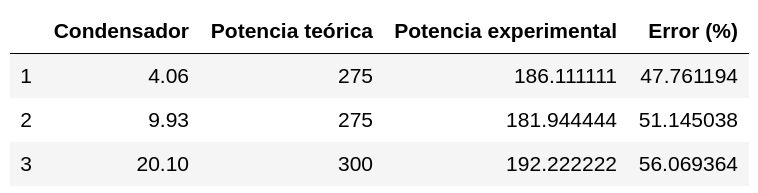 Condensador Potencia teórica Potencia experimental Error (%)
1 4.06 275 186.111111 47.761194
2 9.93 275 181.944444 51.145038
3 20.10 300 192.222222 56.069364